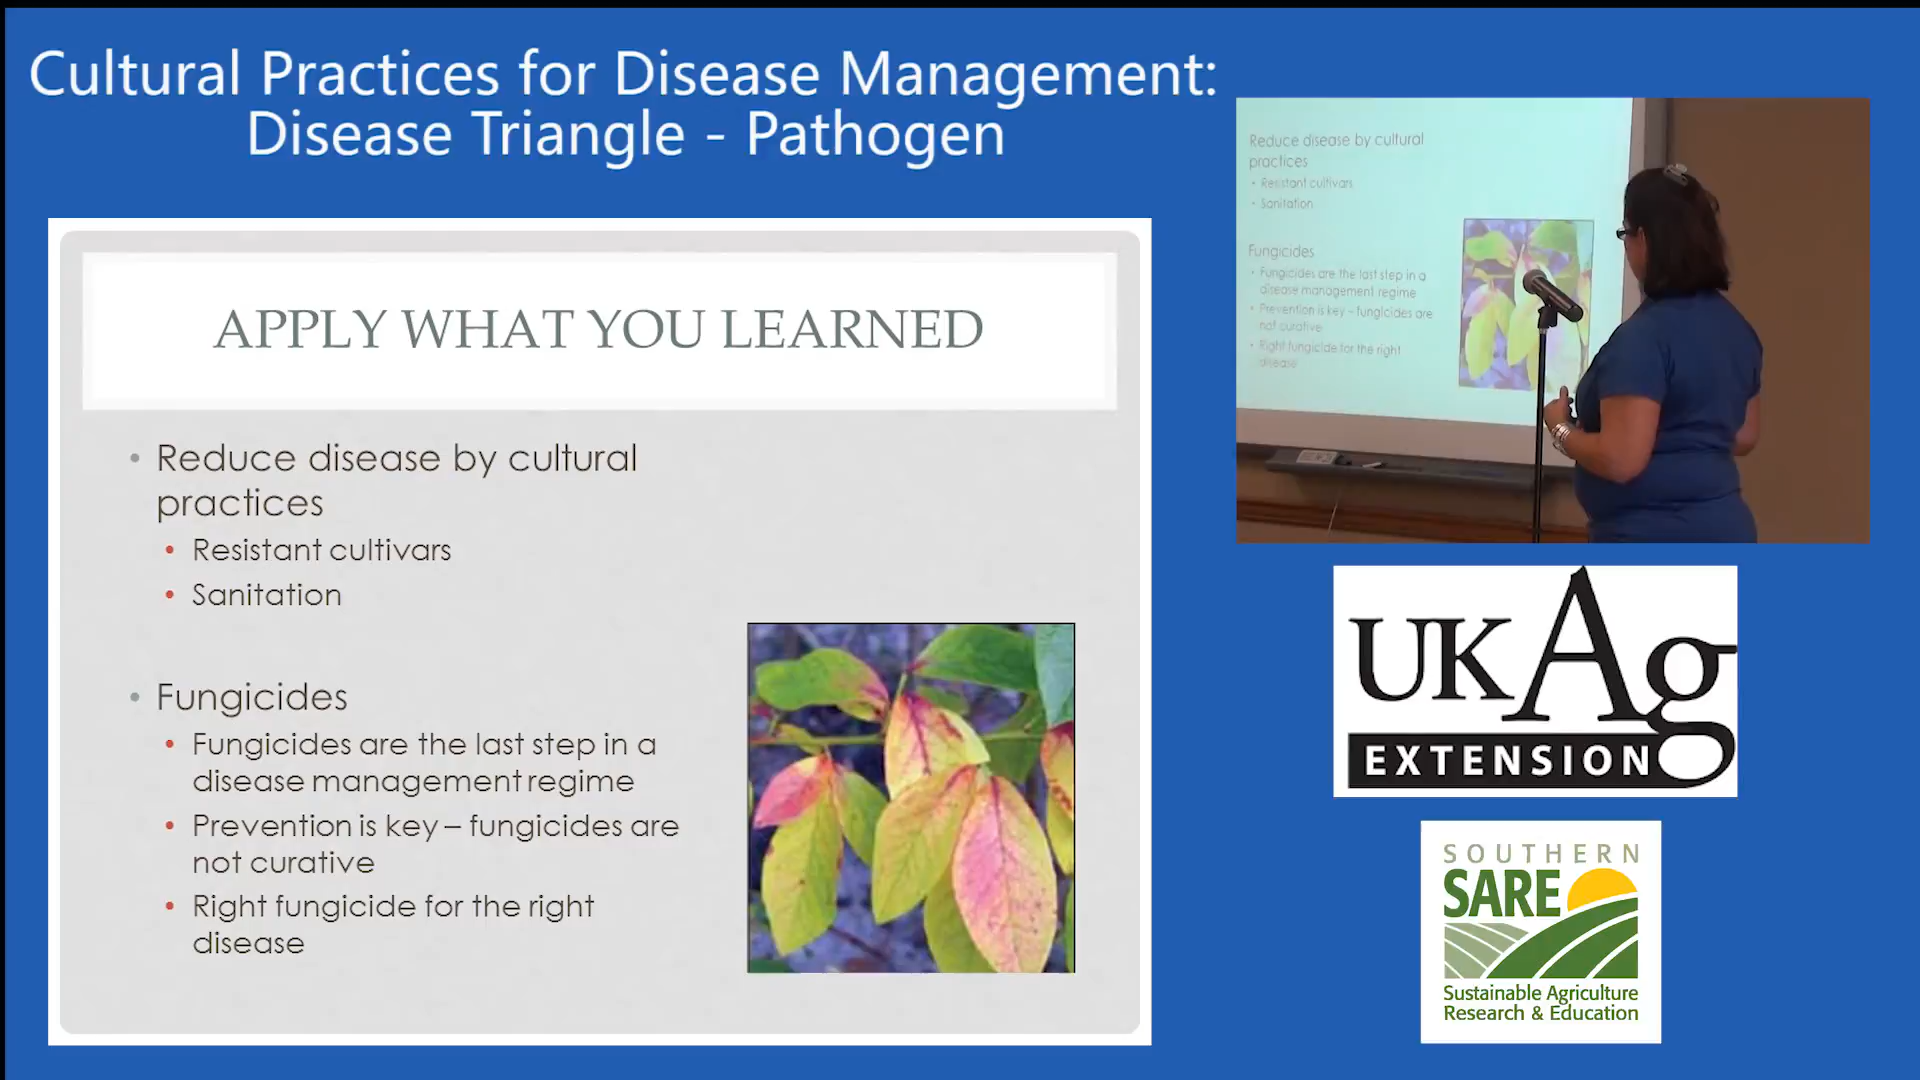 Cultural Practices for Disease Management:
Disease Triangle - Pathogen
APPLY WHAT YOU LEARNED
• Reduce disease by cultural
practices
• Resistant cultivars
• Sanitation
• Fungicides
• Fungicides are the last step in a
disease management regime
• Prevention is key – fungicides are
not curative
• Right fungicide for the right
disease
Reduce disease by cultural
practices
• Resistant cultivars
• Sanitation
Fungicides
• Fungicides are the last step in a
disease management regime
• Prevention is key – fungicides are
not curative
• Right fungicide for the right
disease
UKAg
EXTENSION
SOUTHERN
SARE
Sustainable Agriculture
Research & Education